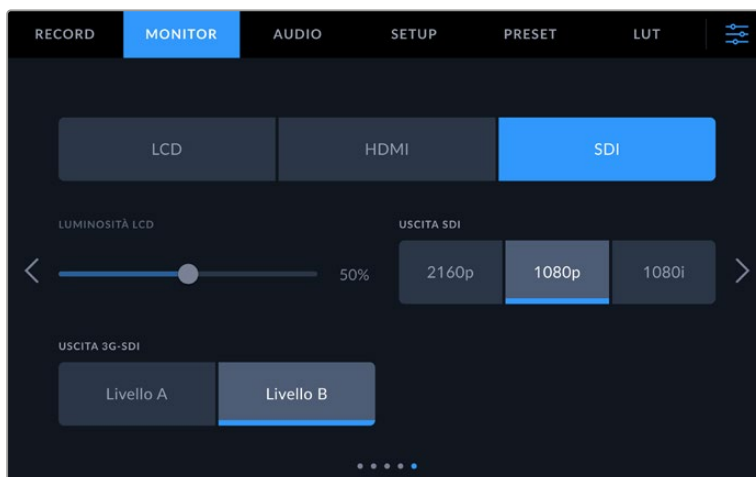 RECORD MONITOR AUDIO SETUP PRESET LUT
LCD HDMI SDI
LUMINOSITÀ LCD USCITA SDI
50% 2160p 1080p 1080i
USCITA 3G-SDI
Livello A Livello B